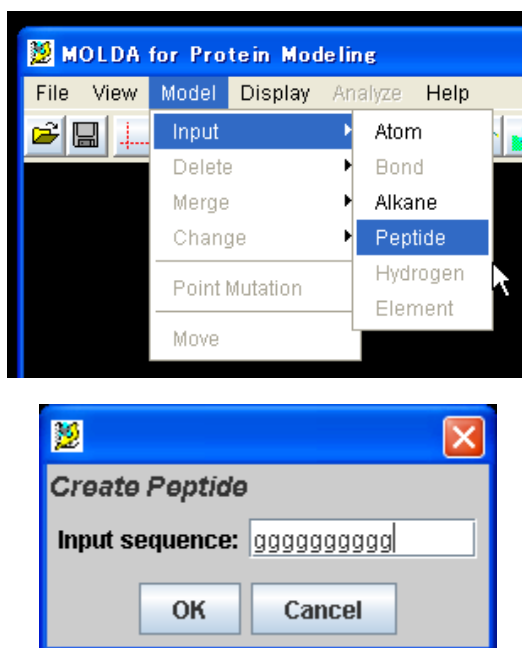 MOLDA for Protein Modeling
File View Model Display Analyze Help
Input
Atom
Delete
Bond
Merge
Alkane
Change
Peptide
Point Mutation
Hydrogen
Element
Move
Create Peptide
Input sequence: gggggggggg
OK Cancel